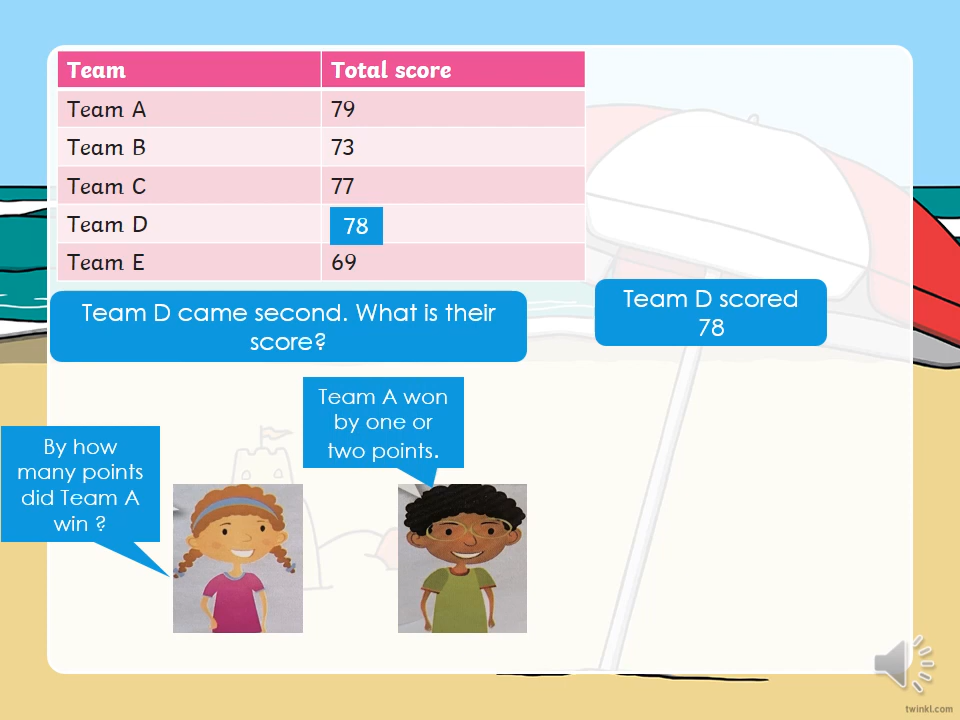 Team Total score
Team A 79
Team B 73
Team C 77
Team D 78
Team E 69
Team D came second. What is their
score?
Team D scored
78
Team A won
by one or
two points.
By how
many points
did Team A
win ?
twinkl.com